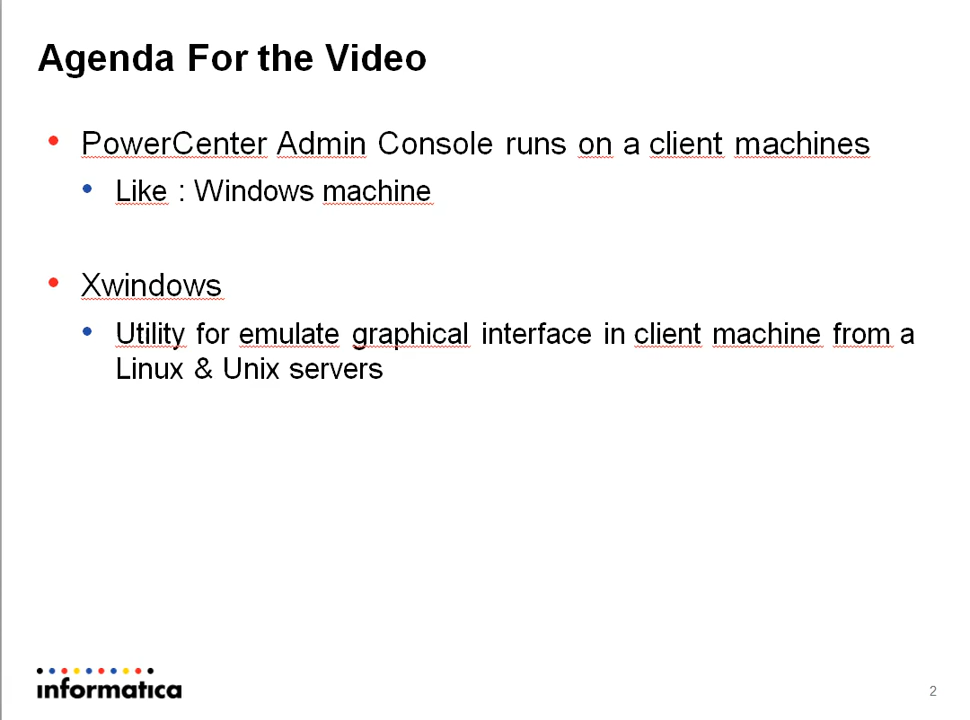 Agenda For the Video
• PowerCenter Admin Console runs on a client machines
• Like : Windows machine
• Xwindows
• Utility for emulate graphical interface in client machine from a
Linux & Unix servers
informatica
2